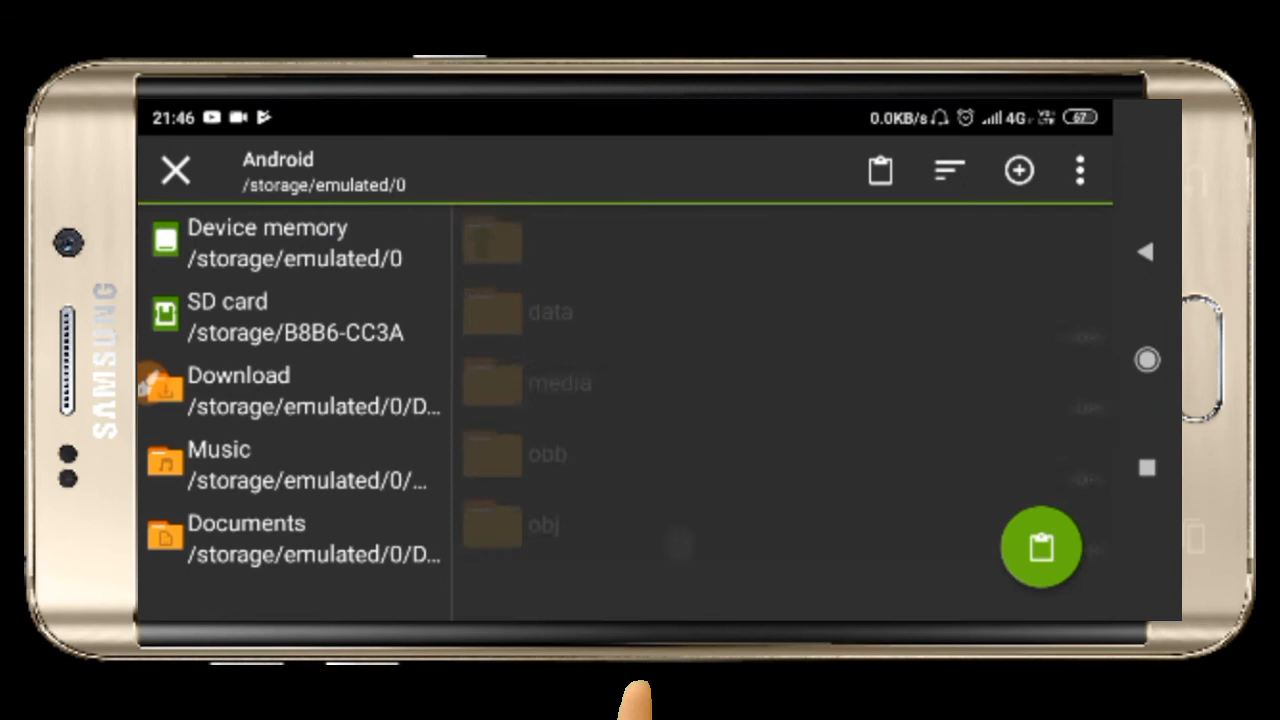 SAMSUNG
21:46
0.0KB/s
4G
67
Android
/storage/emulated/0
Device memory
/storage/emulated/0
SD card
/storage/B8B6-CC3A
Download
/storage/emulated/0/D...
Music
/storage/emulated/0/...
Documents
/storage/emulated/0/D...
data
media
obb
obj